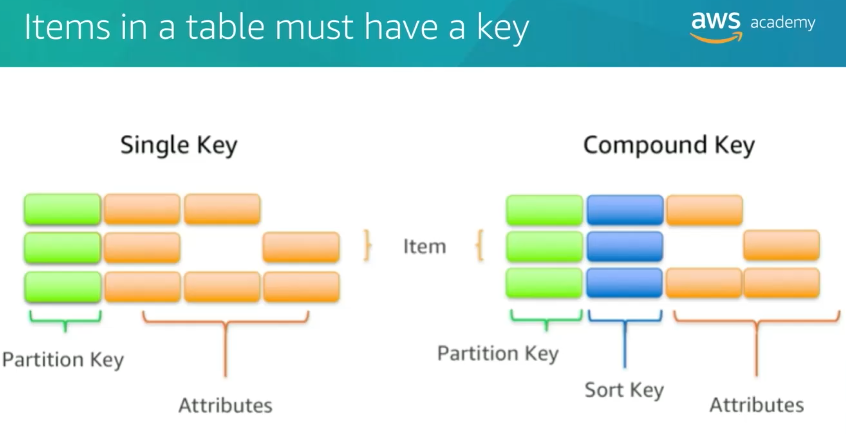 Items in a table must have a key
aws academy
Single Key
Compound Key
Item
Partition Key
Attributes
Partition Key
Sort Key
Attributes